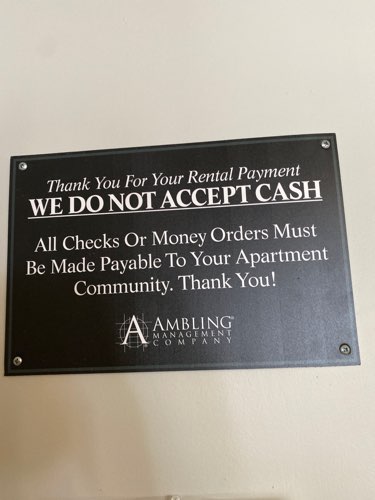 Thank You For Your Rental Payment
WE DO NOT ACCEPT CASH
All Checks Or Money Orders Must
Be Made Payable To Your Apartment
Community. Thank You!
A AMBLING®
MANAGEMENT
COMPANY